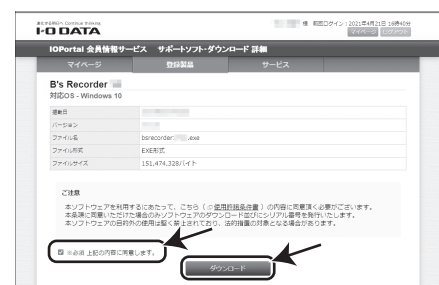 進化する明日へ Continue thinking
I-O DATA
様 前回ログイン：2021年4月21日 16時40分
マイページ ログアウト
IOPortal 会員情報サービス サポートソフト・ダウンロード 詳細
マイページ 登録製品 サービス
B's Recorder
対応OS - Windows 10
掲載日
バージョン
ファイル名 bsrecorder .exe
ファイル形式 EXE形式
ファイルサイズ 151,474,328バイト
ご注意
本ソフトウェアを利用するにあたって、こちら（使用許諾条件書）の内容に同意頂く必要がございます。
本条項に同意いただけた場合のみソフトウェアのダウンロード並びにシリアル番号を発行いたします。
本ソフトウェアの目的外の使用は堅く禁止されており、法的措置の対象となる場合があります。
※必須 上記の内容に同意します。
ダウンロード